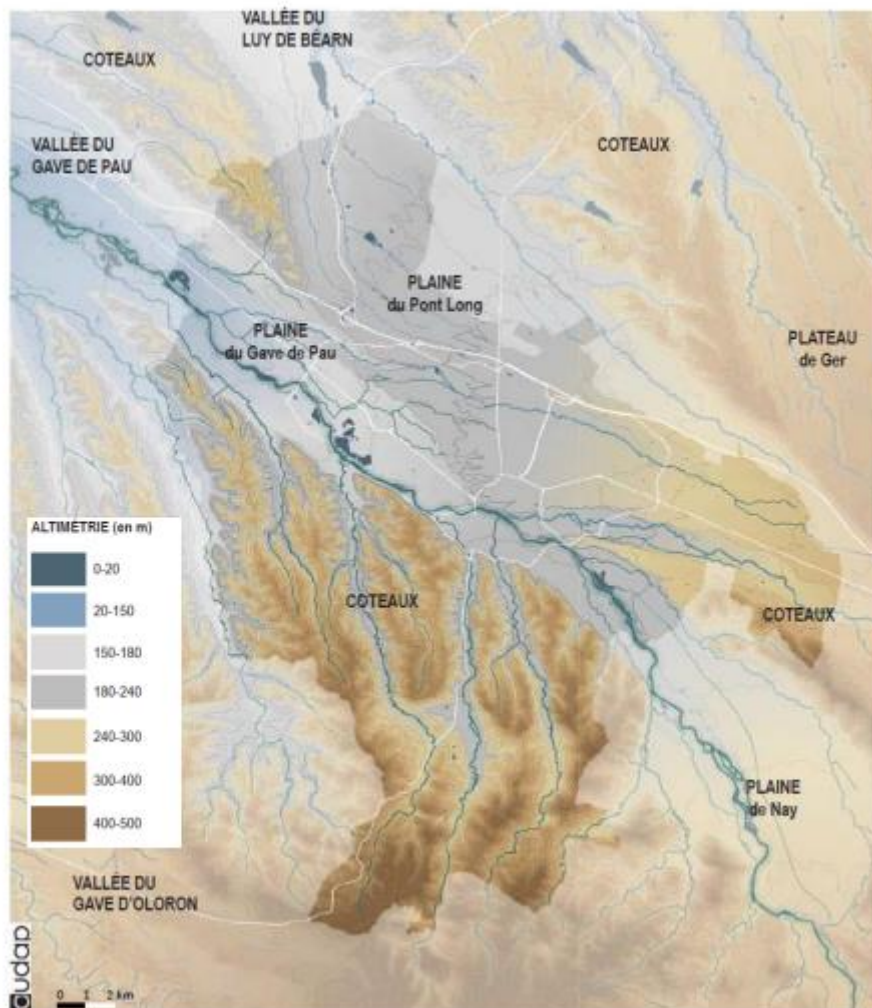 VALLÉE DU
LUY DE BÉARN
COTEAUX
VALLÉE DU
GAVE DE PAU
COTEAUX
PLAINE
du Pont Long
PLAINE
du Gave de Pau
PLATEAU
de Ger
ALTIMÉTRIE (en m)
0-20
20-150
150-180
180-240
240-300
300-400
400-500
COTEAUX
COTEAUX
PLAINE
de Nay
VALLÉE DU
GAVE D'OLORON
audap
0 1 2 km